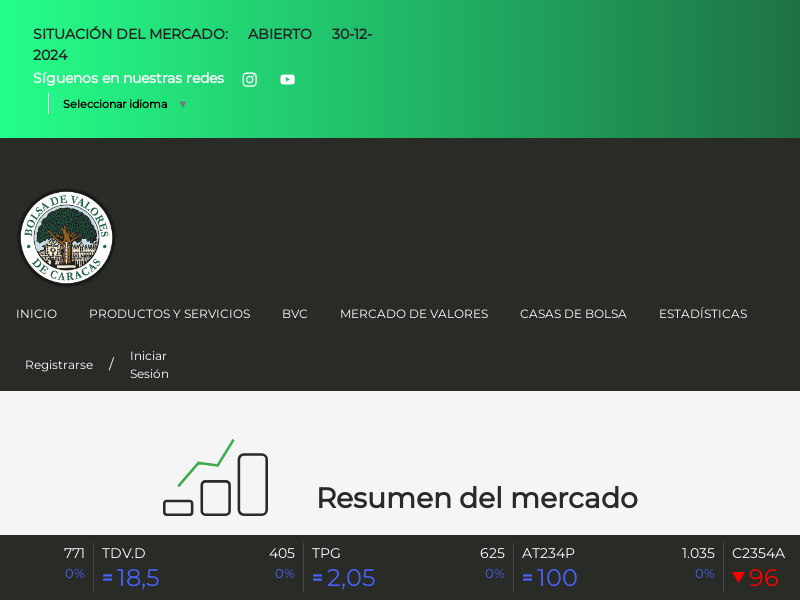 SITUACIÓN DEL MERCADO: ABIERTO 30-12-
2024
Síguenos en nuestras redes
Seleccionar idioma ▼
BOLSA DE VALORES
DE CARACAS
INICIO PRODUCTOS Y SERVICIOS BVC MERCADO DE VALORES CASAS DE BOLSA ESTADÍSTICAS
Registrarse / Iniciar
Sesión
Resumen del mercado
771 TDV.D 405 TPG 625 AT234P 1.035 C2354A
0% =18,5 0% =2,05 0% =100 0% ▼96